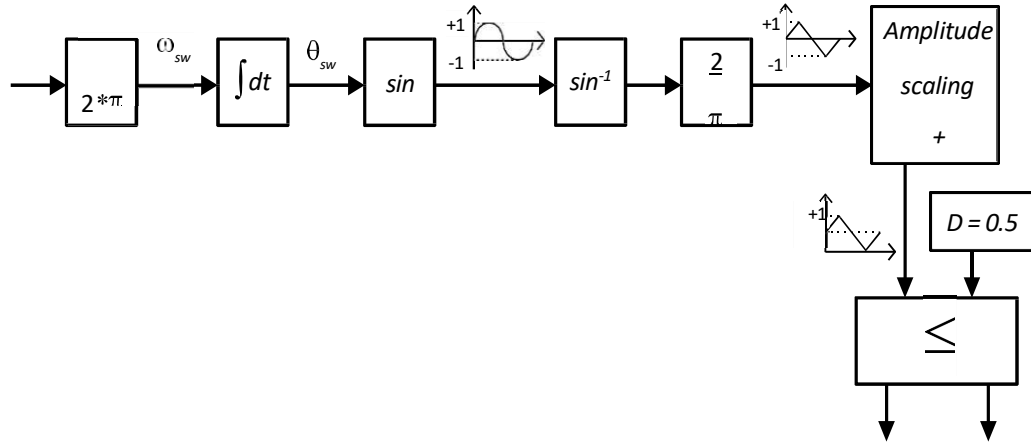 2*π
ω_sw
∫dt
θ_sw
sin
+1
-1
sin⁻¹
2
π
+1
-1
Amplitude
scaling
+
+1
D = 0.5
≤